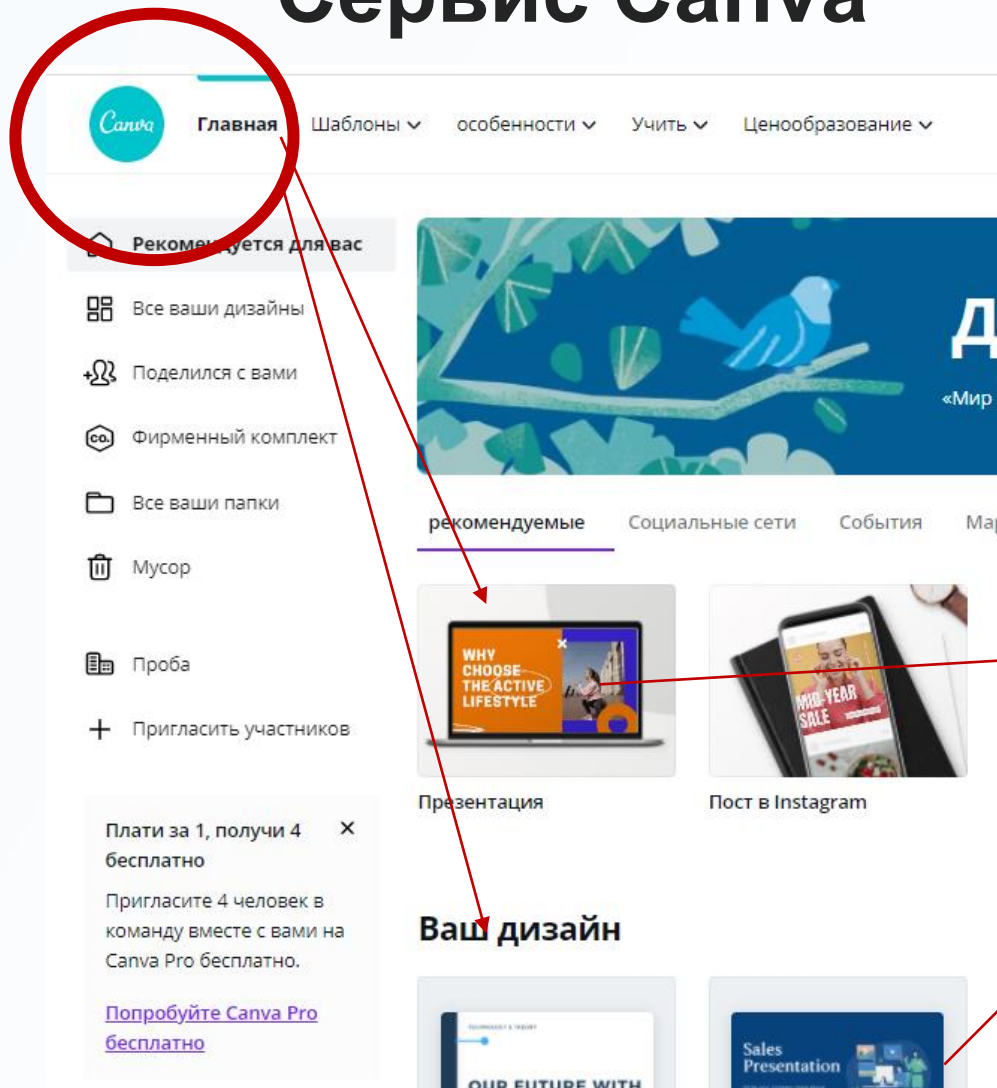 Сервис Canva
Canva
Главная Шаблоны особенности Учить Ценообразование
Рекомендуется для вас
Все ваши дизайны
Поделился с вами
CO.
Фирменный комплект
Все ваши папки
Мусор
Проба
Пригласить участников
Плати за 1, получи 4
бесплатно
Пригласите 4 человек в
команду вместе с вами на
Canva Pro бесплатно.
Попробуйте Canva Pro
бесплатно
«Мир
рекомендуемые Социальные сети События
WHY
CHOOSE
THE ACTIVE
LIFESTYLE
MID-YEAR
SALE
Презентация
Пост в Instagram
Ваш дизайн
OUR FUTURE WITH
Sales
Presentation